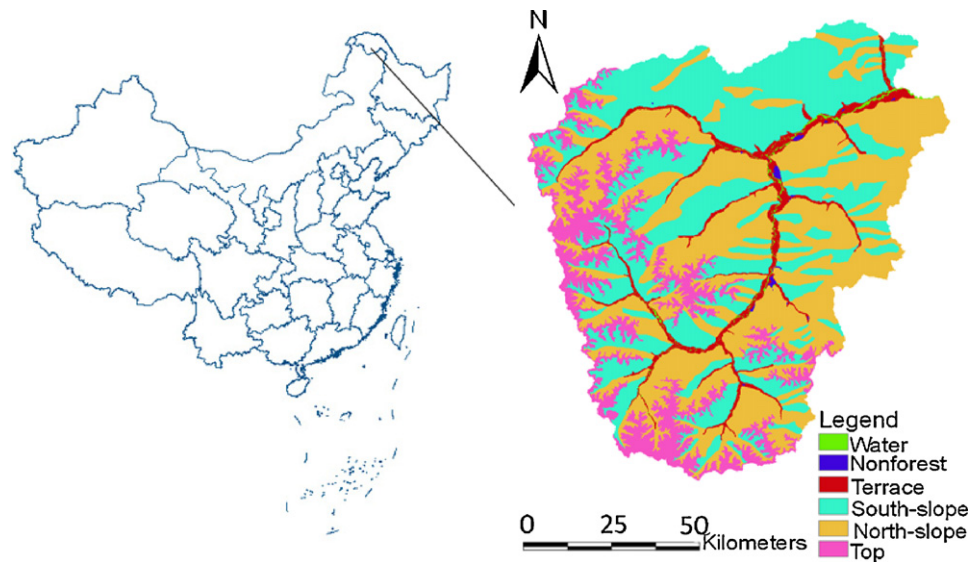 N
Legend
Water
Nonforest
Terrace
South-slope
North-slope
Top
0 25 50
Kilometers